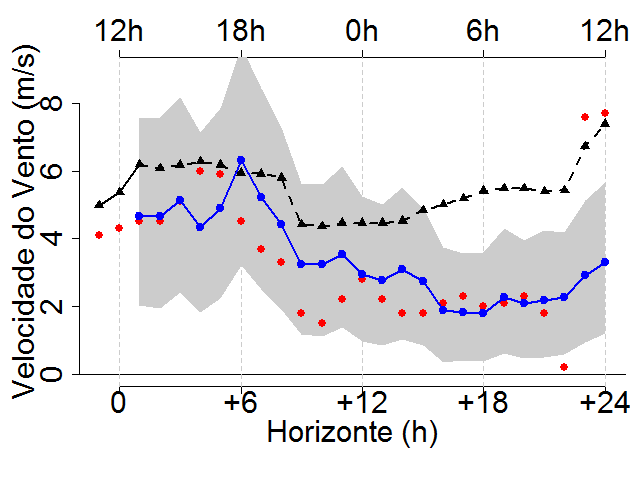 12h 18h 0h 6h 12h
Velocidade do Vento (m/s)
8
6
4
2
0
0 +6 +12 +18 +24
Horizonte (h)